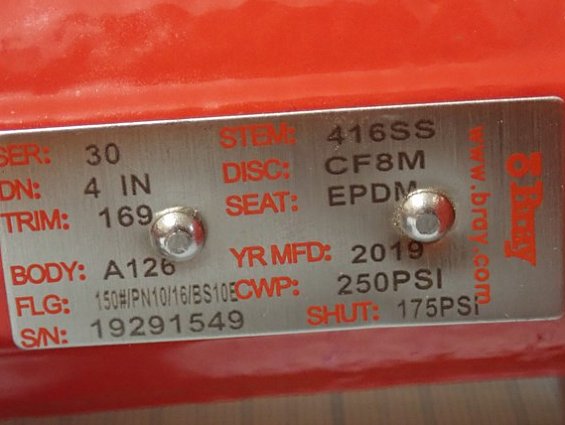 SER: 30
DN: 4 IN
TRIM: 169
BODY: A126
FLG: 150#/PN10/16/BS10E
S/N: 19291549
STEM: 416SS
DISC: CF8M
SEAT: EPDM
YR MFD: 2019
CWP: 250PSI
SHUT: 175PSI
Bray
www.bray.com